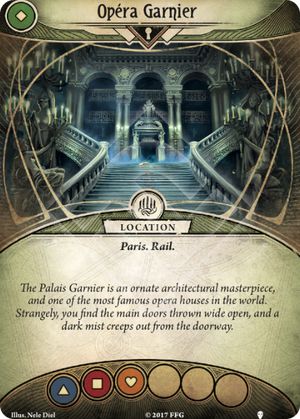 Opéra Garnier
LOCATION
Paris. Rail.
The Palais Garnier is an ornate architectural masterpiece,
and one of the most famous opera houses in the world.
Strangely, you find the main doors thrown wide open, and a
dark mist creeps out from the doorway.
Illus. Nele Diel
© 2017 FFG